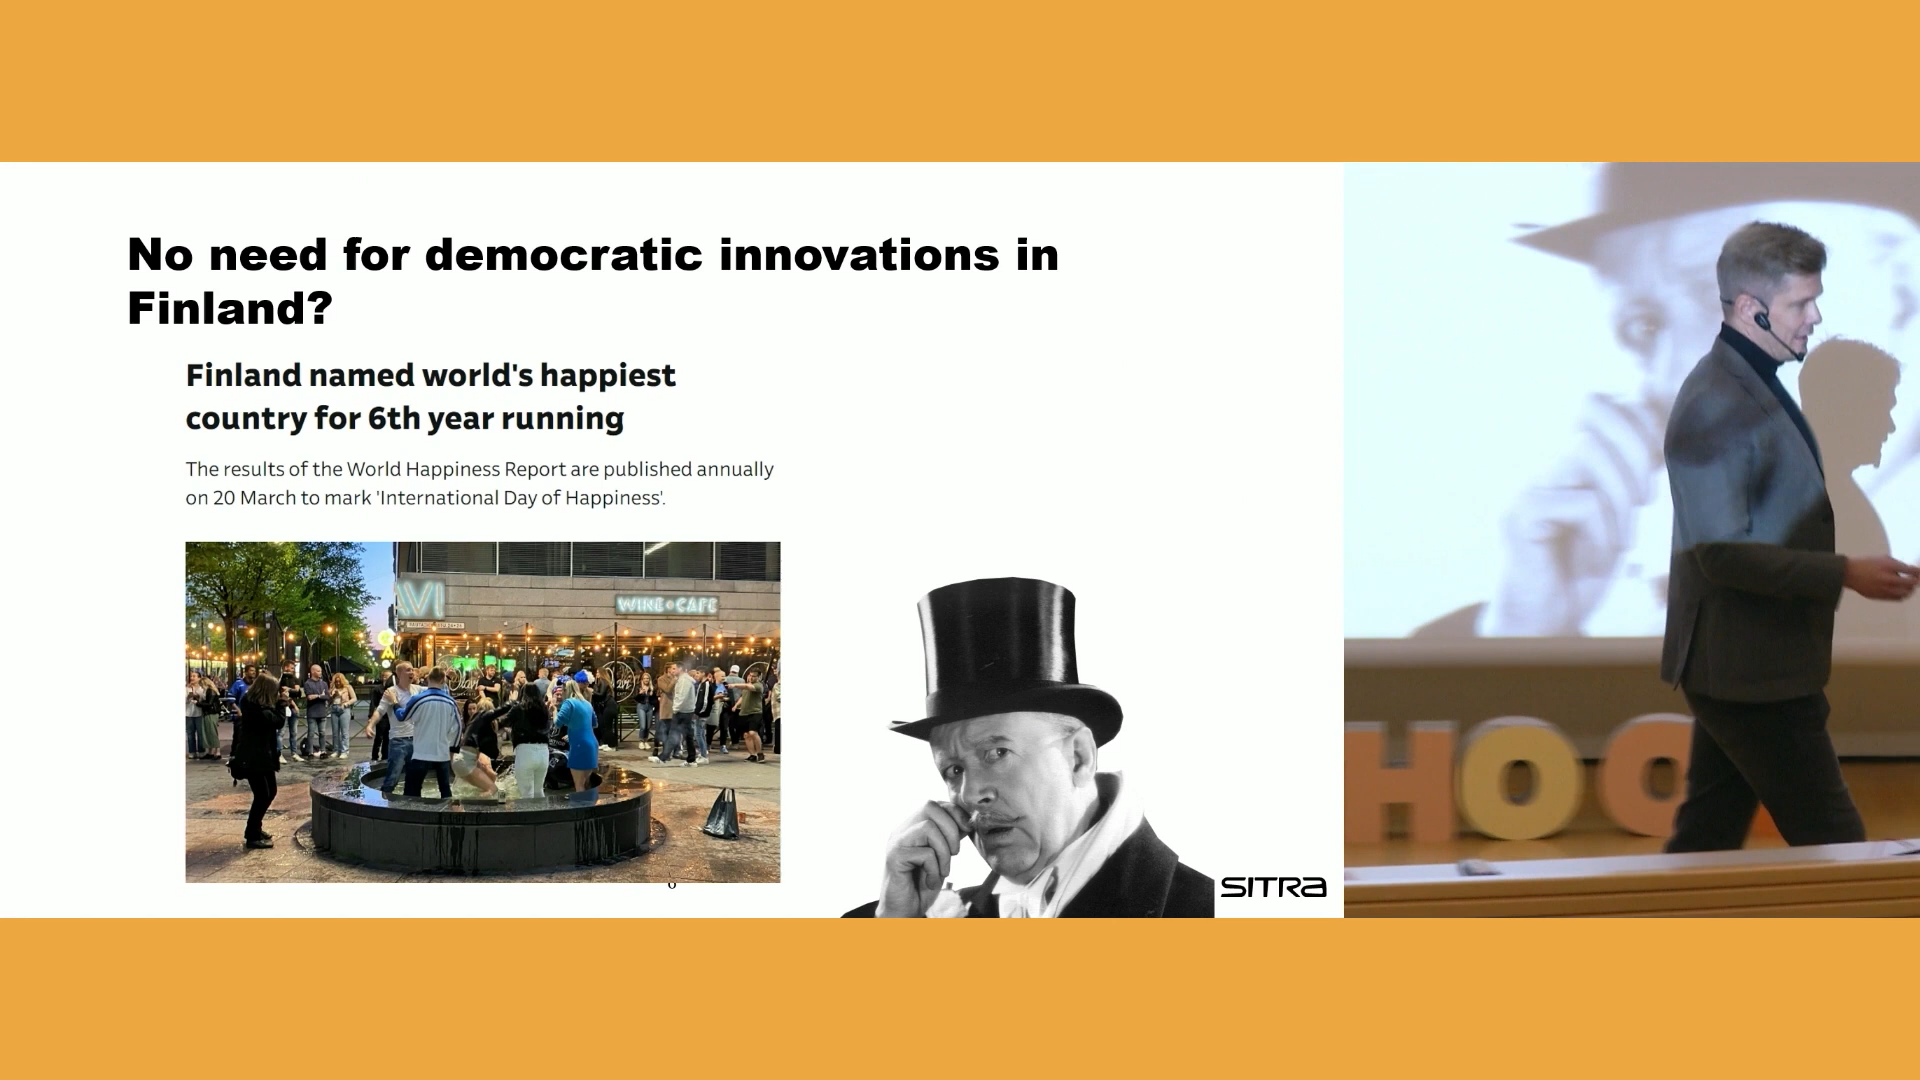 No need for democratic innovations in
Finland?
Finland named world's happiest
country for 6th year running
The results of the World Happiness Report are published annually
on 20 March to mark 'International Day of Happiness'.
AVI
WINE CAFE
SITRA
HOO